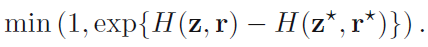 min (1, exp{H(z, r) − H(z⋆, r⋆)}) .